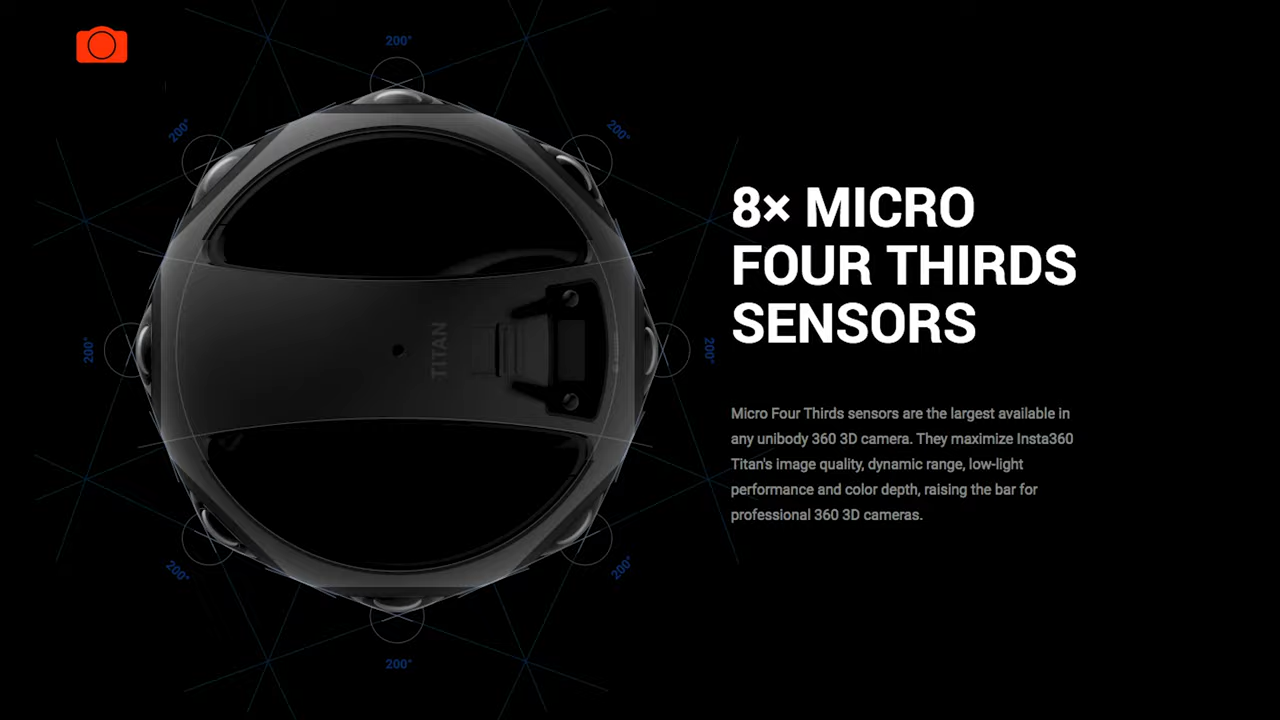 200°
200°
200°
8× MICRO
FOUR THIRDS
SENSORS
200°
TITAN
200°
Micro Four Thirds sensors are the largest available in
any unibody 360 3D camera. They maximize Insta360
Titan's image quality, dynamic range, low-light
performance and color depth, raising the bar for
professional 360 3D cameras.
200°
200°
200°